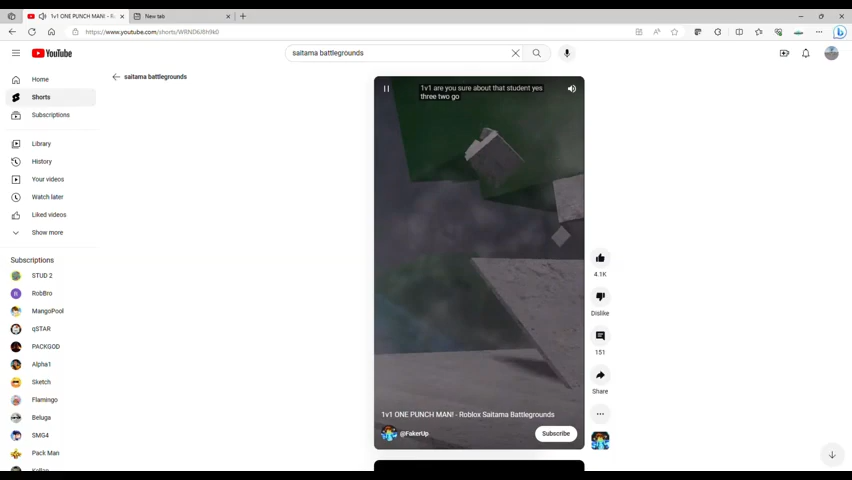 1v1 ONE PUNCH MAN! - R
New tab
https://www.youtube.com/shorts/WRND6J8h9k0
YouTube
saitama battlegrounds
Home
Shorts
Subscriptions
Library
History
Your videos
Watch later
Liked videos
Show more
Subscriptions
STUD 2
RobBro
MangoPool
qSTAR
PACKGOD
Alpha1
Sketch
Flamingo
Beluga
SMG4
Pack Man
saitama battlegrounds
1v1 are you sure about that student yes
three two go
1v1 ONE PUNCH MAN! - Roblox Saitama Battlegrounds
@FakerUp
Subscribe
4.1K
Dislike
151
Share